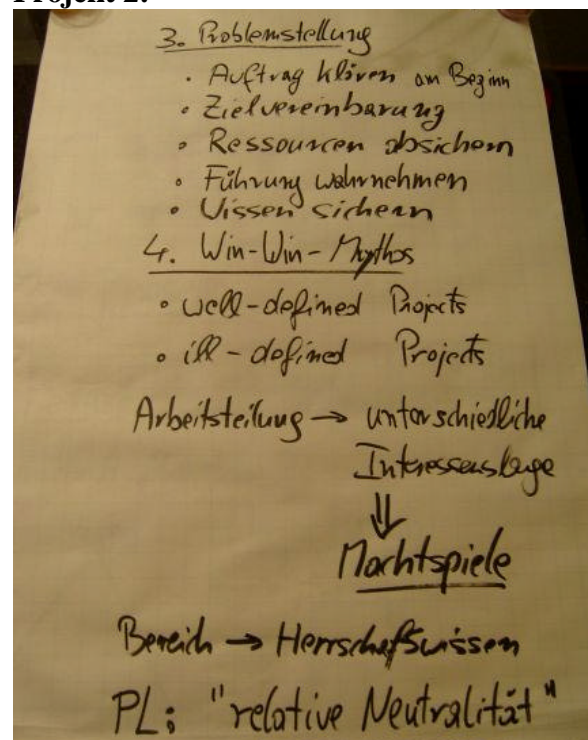 Projekt 2:
3. Problemstellung
• Auftrag klären am Beginn
• Zielvereinbarung
• Ressourcen absichern
• Führung wahrnehmen
• Wissen sichern
4. Win-Win-Mythos
• well-defined Projects
• ill-defined Projects
Arbeitsteilung → unterschiedliche
Interessenslage
⇓
Machtspiele
Bereich → Herrschaftswissen
PL: "relative Neutralität"